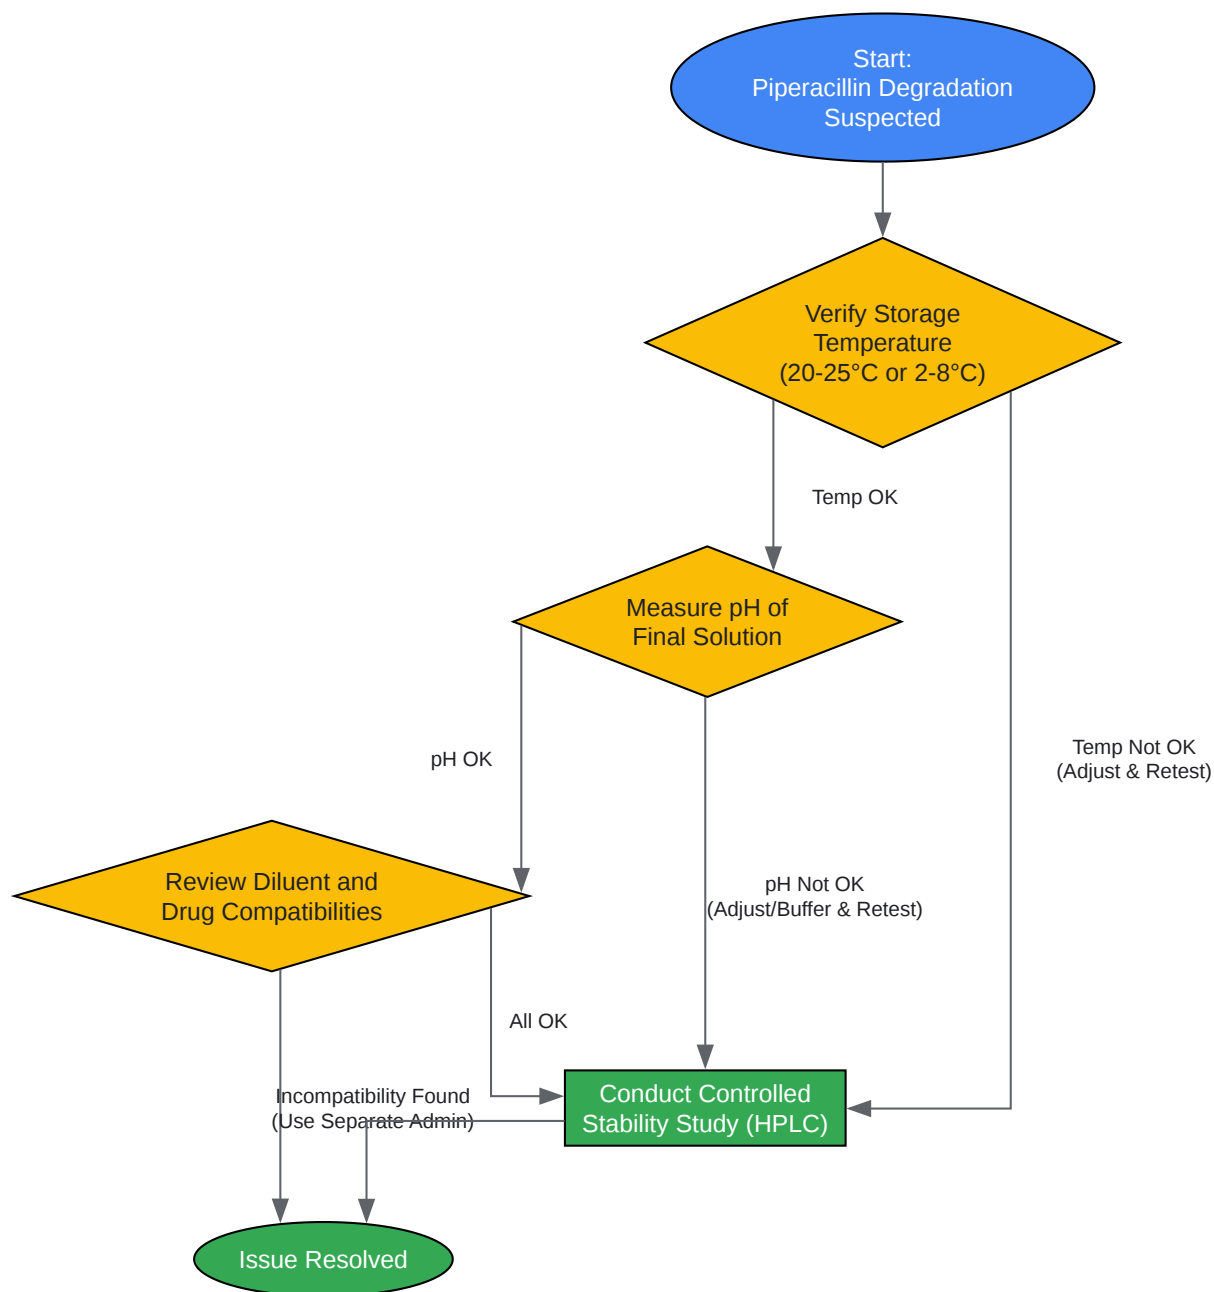 Start:
Piperacillin Degradation
Suspected
Verify Storage
Temperature
(20-25°C or 2-8°C)
Temp OK
Measure pH of
Final Solution
pH OK
Temp Not OK
(Adjust & Retest)
Review Diluent and
Drug Compatibilities
pH Not OK
(Adjust/Buffer & Retest)
All OK
Incompatibility Found
(Use Separate Admin)
Conduct Controlled
Stability Study (HPLC)
Issue Resolved